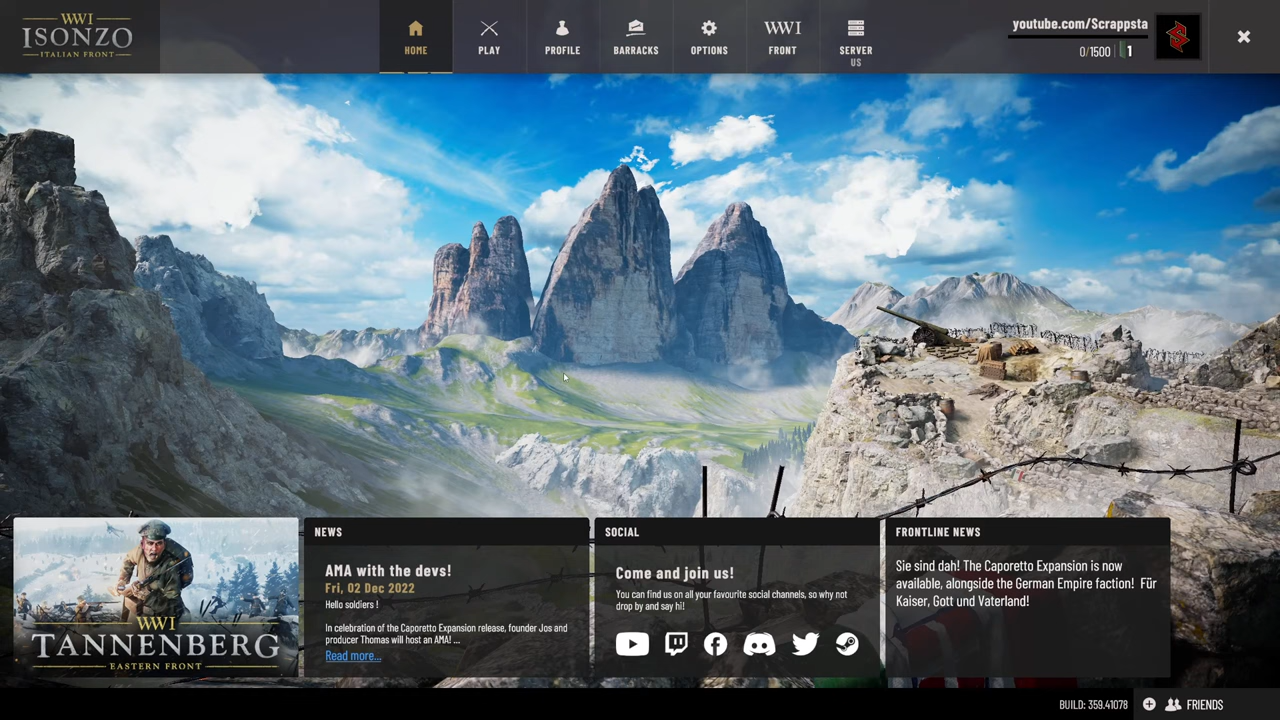 WWI
ISONZO
ITALIAN FRONT
HOME
PLAY
PROFILE
BARRACKS
OPTIONS
WWI
FRONT
SERVER
US
youtube.com/Scrappsta
0/1500
1
WWI
TANNENBERG
EASTERN FRONT
NEWS
AMA with the devs!
Fri, 02 Dec 2022
Hello soldiers !
In celebration of the Caporetto Expansion release, founder Jos and
producer Thomas will host an AMA! ...
Read more...
SOCIAL
Come and join us!
You can find us on all your favourite social channels, so why not
drop by and say hi!
FRONTLINE NEWS
Sie sind dah! The Caporetto Expansion is now
available, alongside the German Empire faction! Für
Kaiser, Gott und Vaterland!
BUILD: 359.41078
FRIENDS